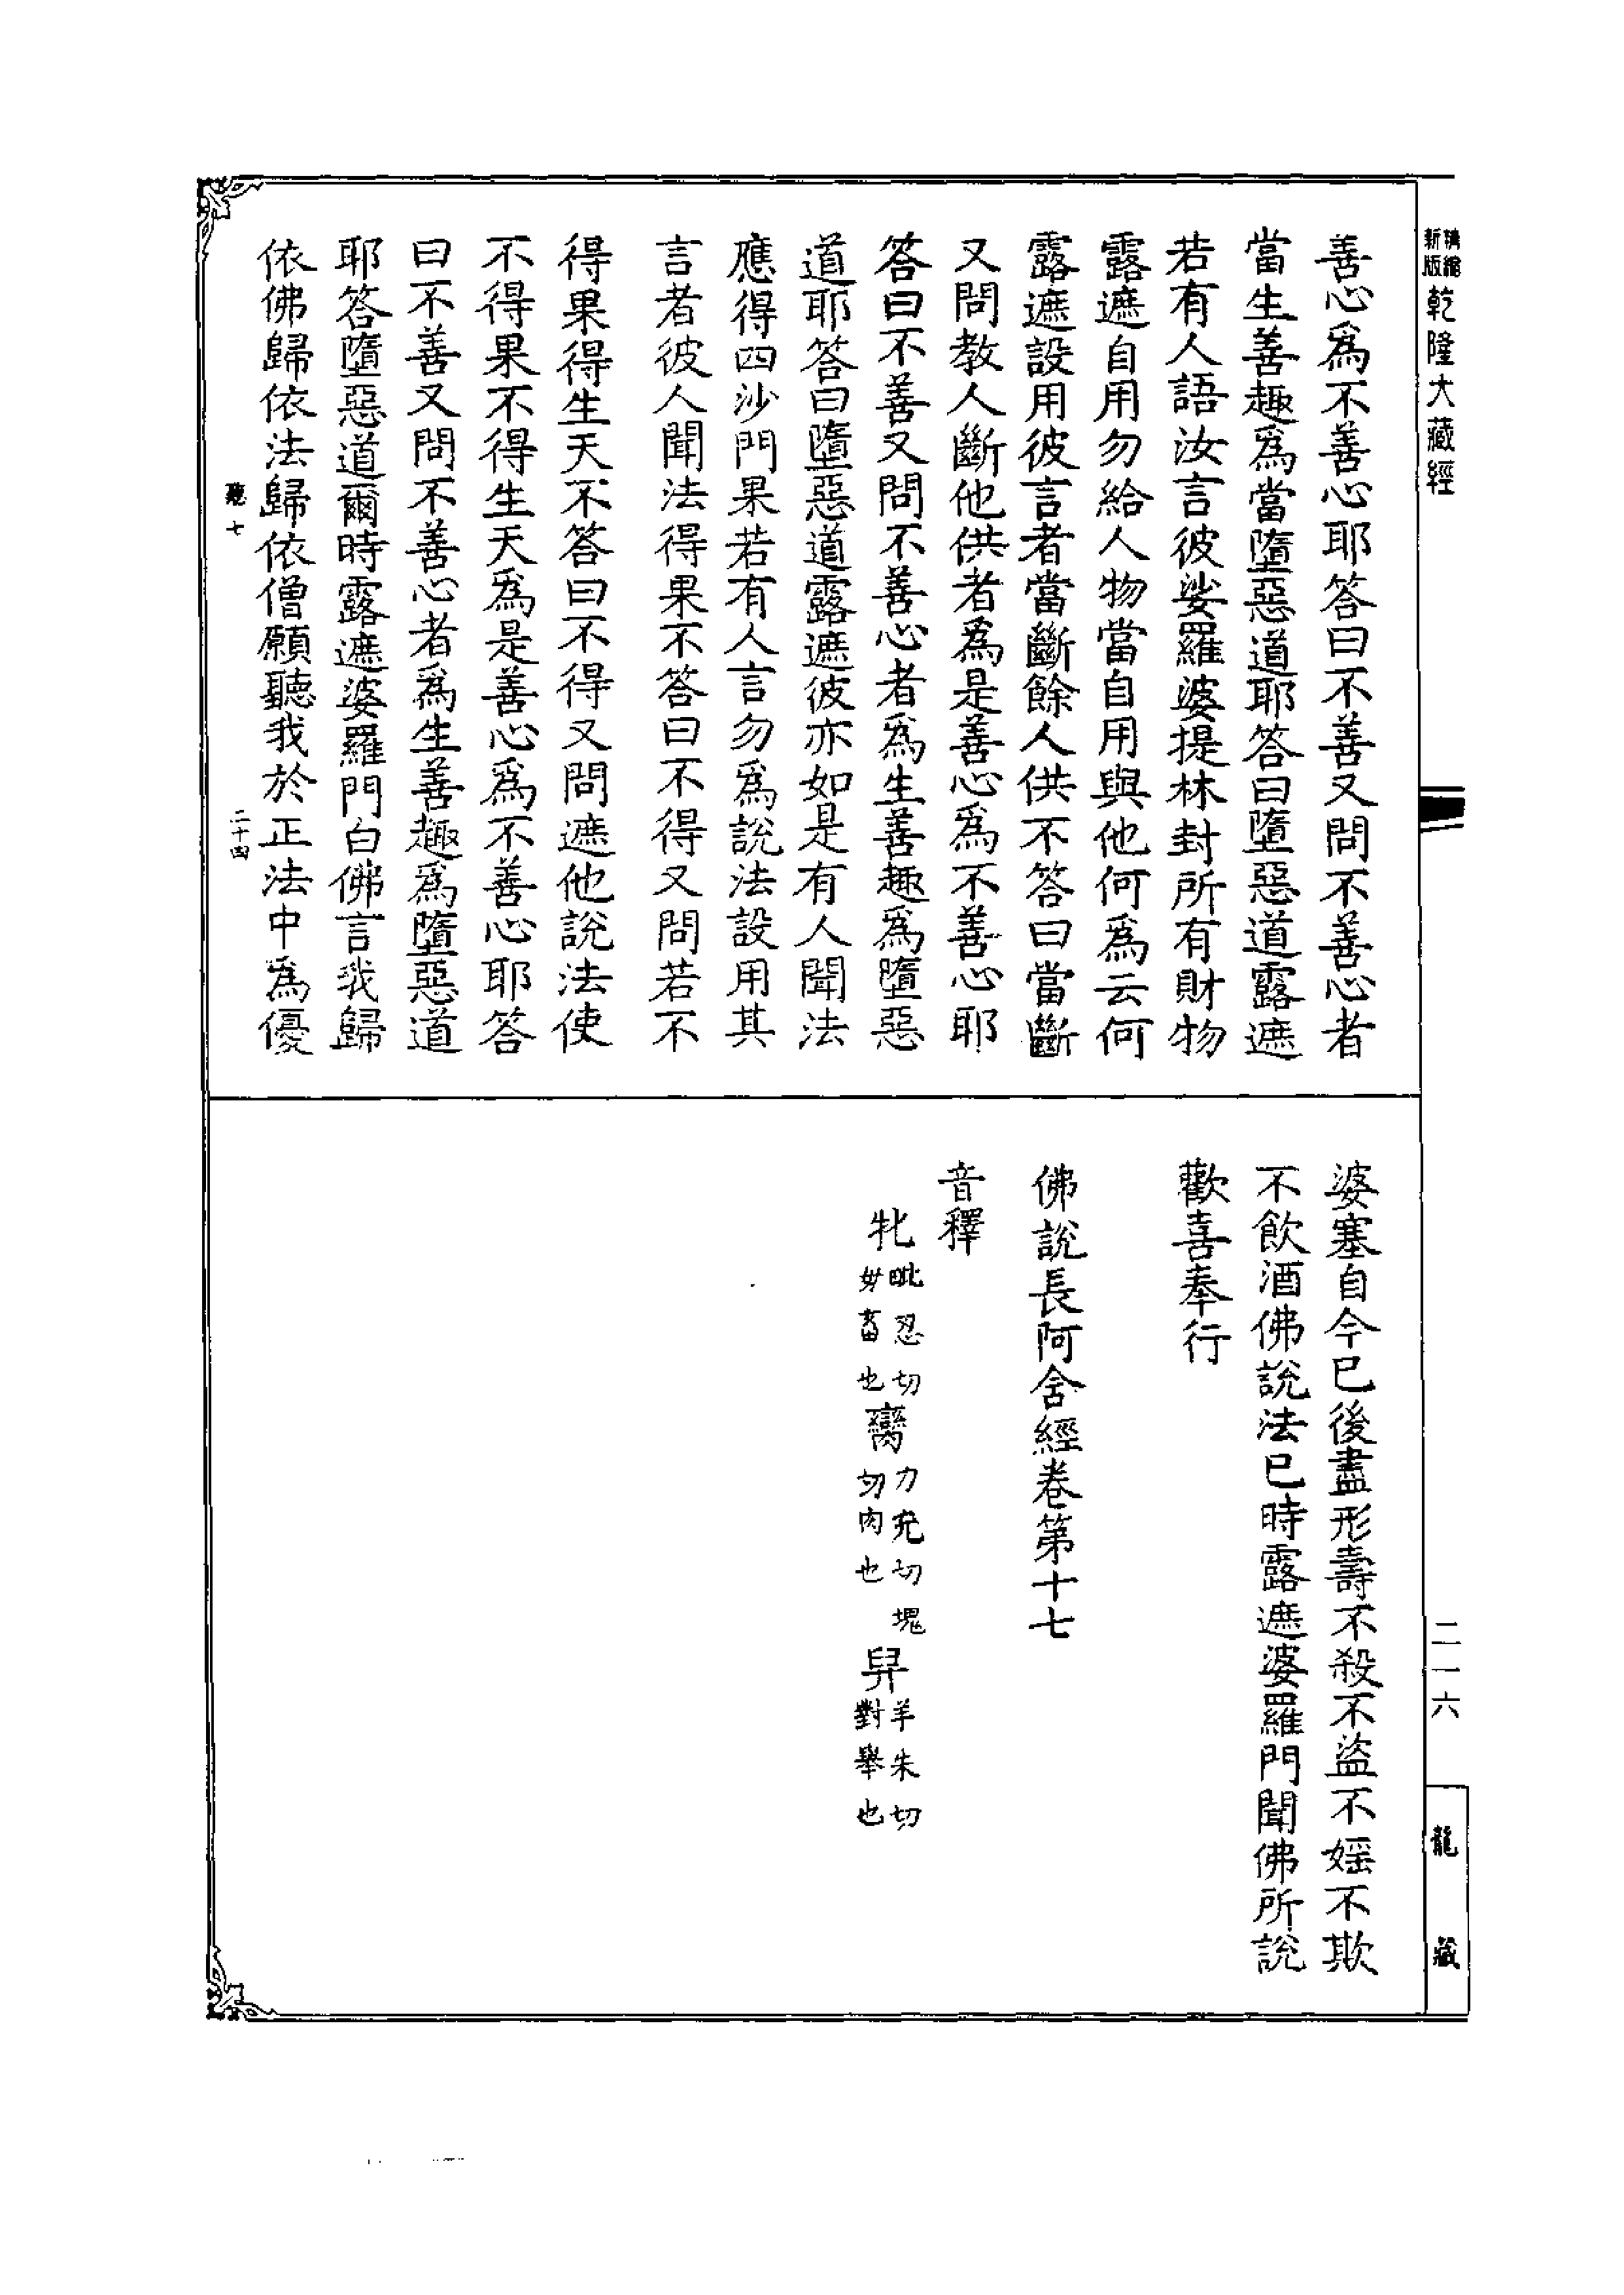 新版
精縮
乾隆大藏經
二一六
龍藏
善心爲不善心耶答曰不善又問不善心者
當生善趣爲當墮惡道耶答曰墮惡道露遮
若有人語汝言彼娑羅婆提林封所有財物
露遮自用勿給人物當自用與他何爲云何
露遮設用彼言者當斷餘人供不答曰當斷
又問教人斷他供者爲是善心爲不善心耶
答曰不善又問不善心者爲生善趣爲墮惡
道耶答曰墮惡道露遮彼亦如是有人聞法
應得四沙門果若有人言勿爲說法設用其
言者彼人聞法得果不答曰不得又問若不
得果得生天不答曰不得又問遮他說法使
不得果不得生天爲是善心爲不善心耶答
曰不善又問不善心者爲生善趣爲墮惡道
耶答墮惡道爾時露遮婆羅門白佛言我歸
依佛歸依法歸依僧願聽我於正法中爲優
聽七
二十四
婆塞自今已後盡形壽不殺不盜不婬不欺
不飲酒佛說法已時露遮婆羅門聞佛所說
歡喜奉行
佛說長阿含經卷第十七
音釋
牝毗忍切母畜也臠力兖切塊切肉也舁羊朱切對舉也